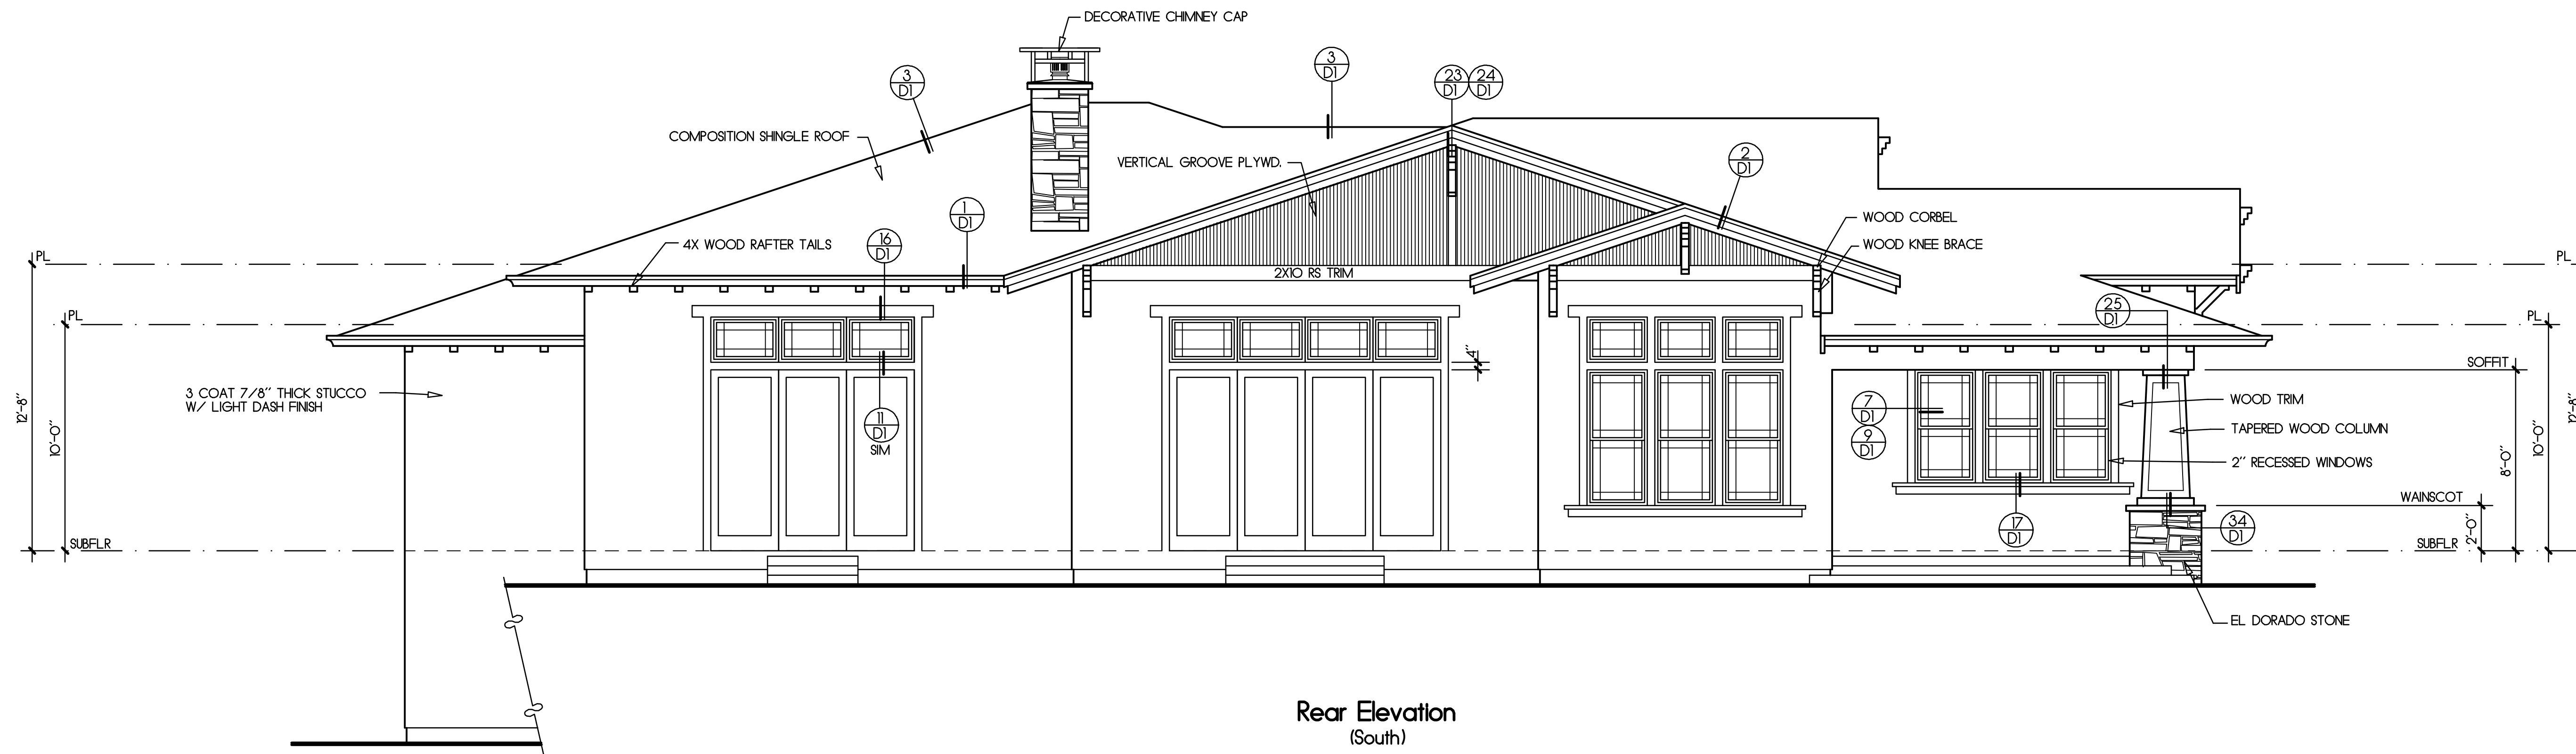 DECORATIVE CHIMNEY CAP
3
D1
3
D1
23
D1
24
D1
COMPOSITION SHINGLE ROOF
VERTICAL GROOVE PLYWD.
2
D1
1
D1
16
D1
4X WOOD RAFTER TAILS
WOOD CORBEL
WOOD KNEE BRACE
2X10 RS TRIM
PL
PL
PL
PL
25
D1
SOFFIT
4"
3 COAT 7/8" THICK STUCCO
W/ LIGHT DASH FINISH
12'-8"
10'-0"
11
D1
SIM
7
D1
9
D1
WOOD TRIM
TAPERED WOOD COLUMN
2" RECESSED WINDOWS
8'-0"
10'-0"
12'-8"
WAINSCOT
2'-0"
17
D1
34
D1
SUBFLR
SUBFLR
EL DORADO STONE
Rear Elevation
(South)